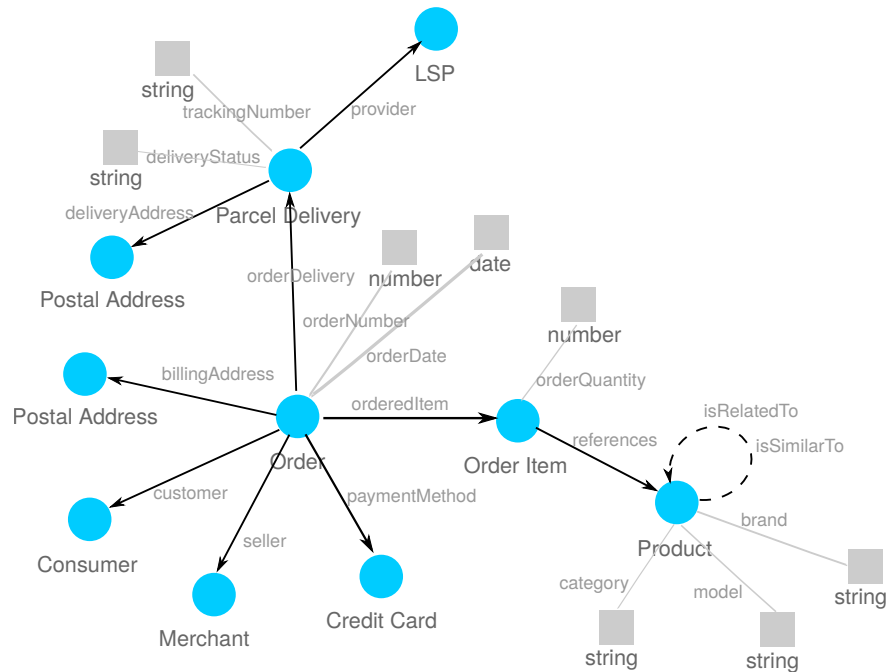 LSP
string
trackingNumber
provider
deliveryStatus
string
deliveryAddress
Parcel Delivery
Postal Address
orderDelivery
number
date
orderNumber
number
orderDate
billingAddress
orderQuantity
Postal Address
orderedItem
isRelatedTo
references
isSimilarTo
Order
Order Item
customer
paymentMethod
seller
brand
Product
Consumer
category
model
string
Merchant
Credit Card
string
string